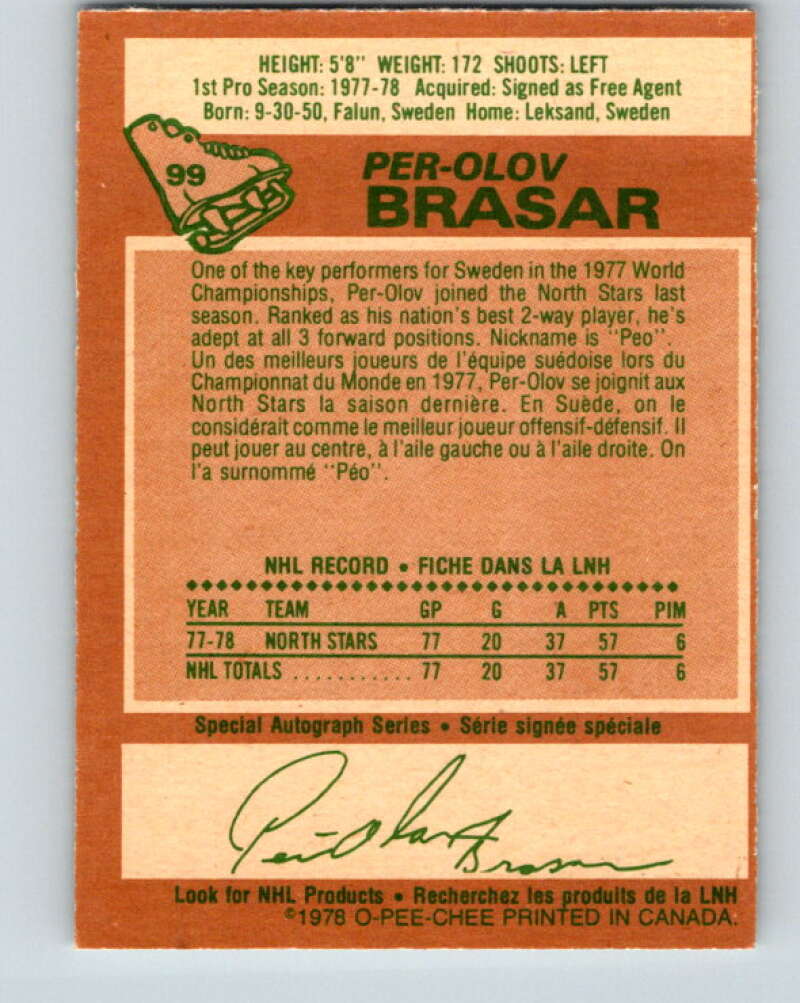 HEIGHT: 5'8" WEIGHT: 172 SHOOTS: LEFT
1st Pro Season: 1977-78 Acquired: Signed as Free Agent
Born: 9-30-50, Falun, Sweden Home: Leksand, Sweden
99
PER-OLOV
BRASAR
One of the key performers for Sweden in the 1977 World
Championships, Per-Olov joined the North Stars last
season. Ranked as his nation's best 2-way player, he's
adept at all 3 forward positions. Nickname is "Peo".
Un des meilleurs joueurs de l'équipe suédoise lors du
Championnat du Monde en 1977, Per-Olov se joignit aux
North Stars la saison dernière. En Suède, on le
considérait comme le meilleur joueur offensif-défensif. Il
peut jouer au centre, à l'aile gauche ou à l'aile droite. On
l'a surnommé "Péo".
NHL RECORD • FICHE DANS LA LNH
YEAR TEAM GP G A PTS PIM
77-78 NORTH STARS 77 20 37 57 6
NHL TOTALS ........... 77 20 37 57 6
Special Autograph Series • Série signée spéciale
Per-Olov Brasar
Look for NHL Products • Recherchez les produits de la LNH
©1978 O-PEE-CHEE PRINTED IN CANADA.